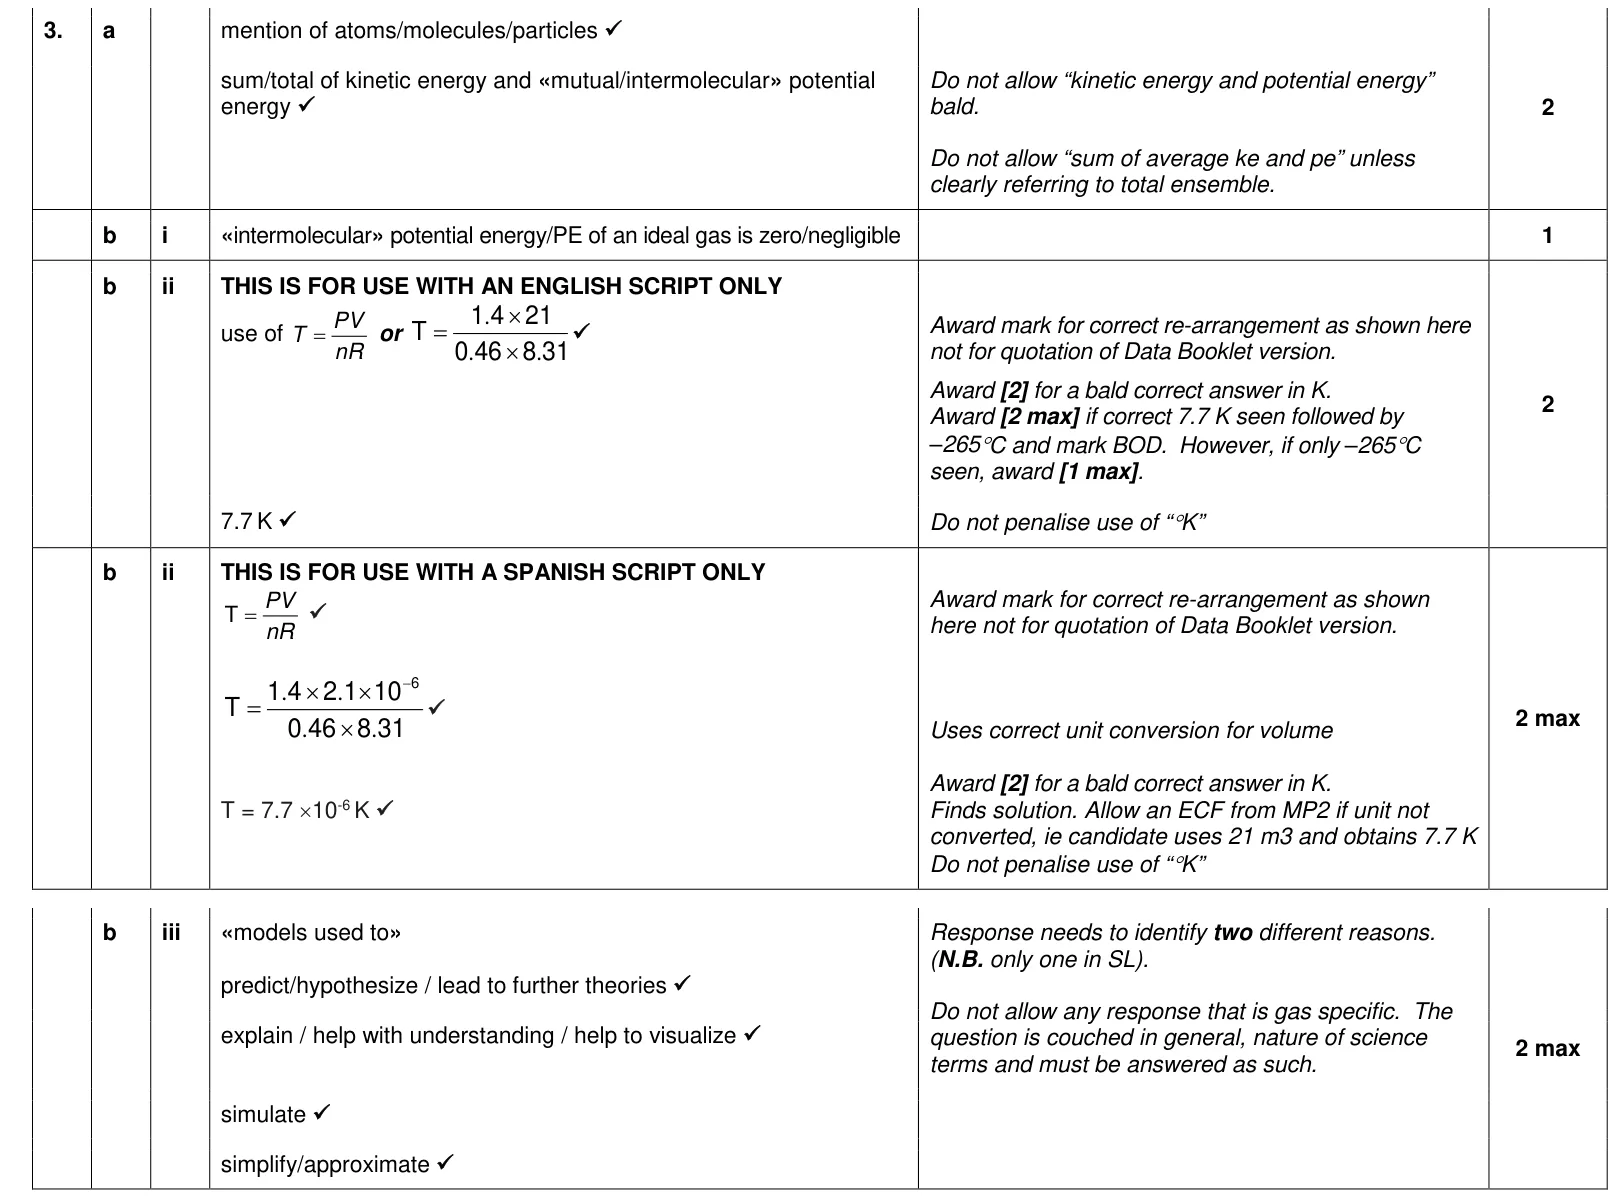 3. a mention of atoms/molecules/particles ✓
sum/total of kinetic energy and «mutual/intermolecular» potential
energy ✓
Do not allow “kinetic energy and potential energy”
bald.
Do not allow “sum of average ke and pe” unless
clearly referring to total ensemble.
2
b i «intermolecular» potential energy/PE of an ideal gas is zero/negligible 1
b ii THIS IS FOR USE WITH AN ENGLISH SCRIPT ONLY
use of T = PV/nR or T = 1.4×21/0.46×8.31 ✓
7.7 K ✓
Award mark for correct re-arrangement as shown here
not for quotation of Data Booklet version.
Award [2] for a bald correct answer in K.
Award [2 max] if correct 7.7 K seen followed by
–265°C and mark BOD. However, if only –265°C
seen, award [1 max].
Do not penalise use of “°K”
2
b ii THIS IS FOR USE WITH A SPANISH SCRIPT ONLY
T = PV/nR ✓
T = 1.4×2.1×10⁻⁶/0.46×8.31 ✓
T = 7.7 ×10⁻⁶ K ✓
Award mark for correct re-arrangement as shown
here not for quotation of Data Booklet version.
Uses correct unit conversion for volume
Award [2] for a bald correct answer in K.
Finds solution. Allow an ECF from MP2 if unit not
converted, ie candidate uses 21 m3 and obtains 7.7 K
Do not penalise use of “°K”
2 max
b iii «models used to»
predict/hypothesize / lead to further theories ✓
explain / help with understanding / help to visualize ✓
simulate ✓
simplify/approximate ✓
Response needs to identify two different reasons.
(N.B. only one in SL).
Do not allow any response that is gas specific. The
question is couched in general, nature of science
terms and must be answered as such.
2 max